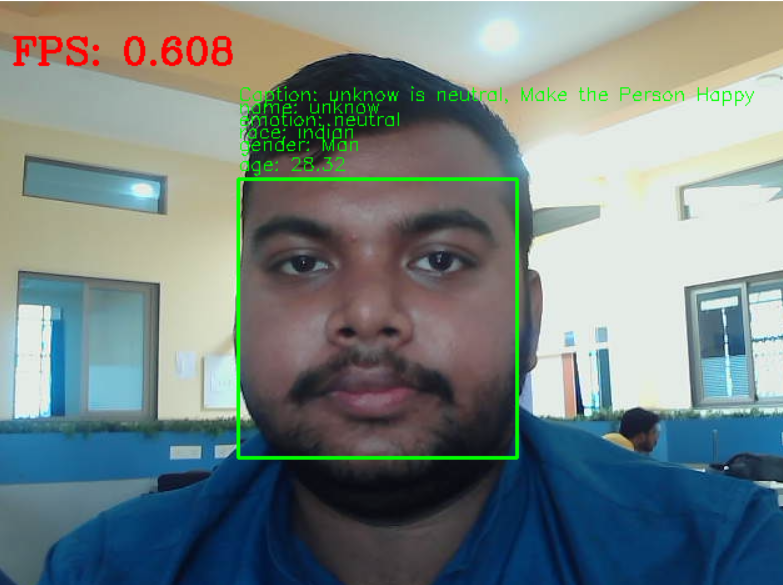 FPS: 0.608
Caption: unknow is neutral, Make the Person Happy
name: unknow
emotion: neutral
race: indian
gender: Man
age: 28.32